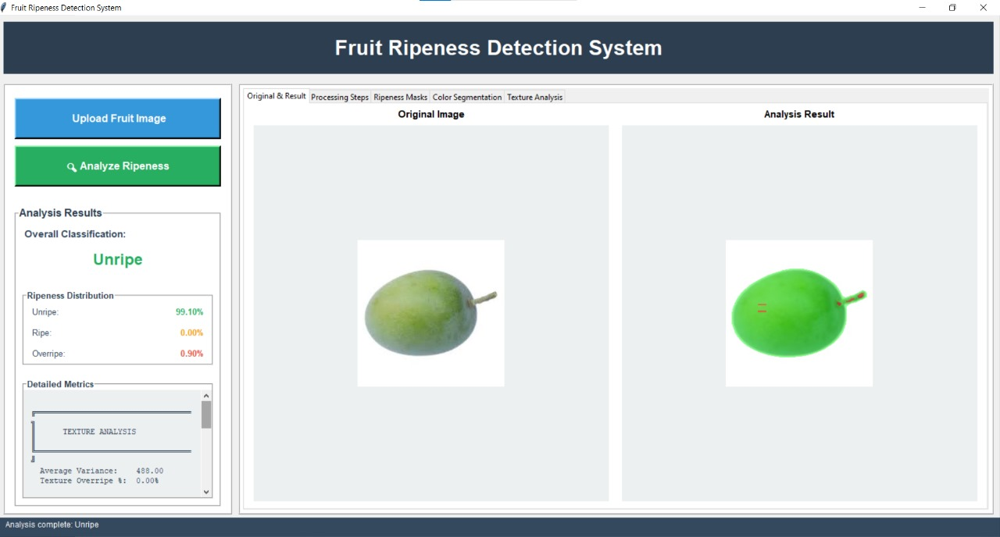 Fruit Ripeness Detection System
Fruit Ripeness Detection System
Upload Fruit Image
Analyze Ripeness
Analysis Results
Overall Classification:
Unripe
Ripeness Distribution
Unripe: 99.10%
Ripe: 0.00%
Overripe: 0.90%
Detailed Metrics
TEXTURE ANALYSIS
Average Variance: 488.00
Texture Overripe %: 0.00%
Original & Result Processing Steps Ripeness Masks Color Segmentation Texture Analysis
Original Image Analysis Result
Analysis complete: Unripe